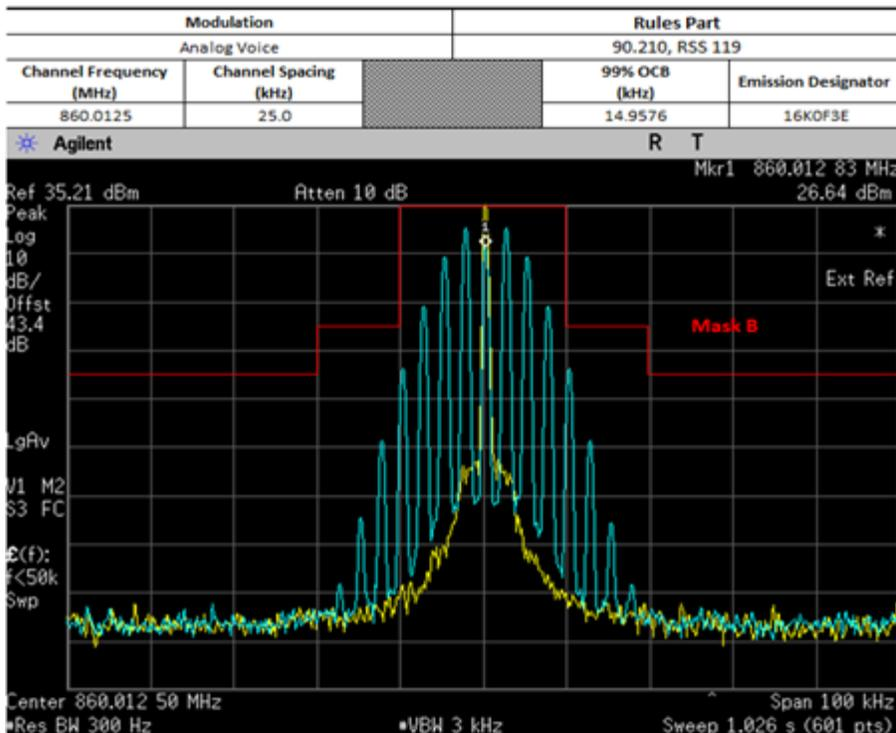 Modulation Rules Part
Analog Voice 90.210, RSS 119
Channel Frequency (MHz) Channel Spacing (kHz) 99% OCB (kHz) Emission Designator
860.0125 25.0 14.9576 16K0F3E
Agilent R T
Mkr1 860.012 83 MHz
Ref 35.21 dBm Atten 10 dB 26.64 dBm
Peak
Log
10
dB/
Offst
43.4
dB
1
*
Ext Ref
Mask B
LgAv
V1 M2
S3 FC
£(f):
f<50k
Swp
Center 860.012 50 MHz ^ Span 100 kHz
#Res BW 300 Hz #VBW 3 kHz Sweep 1.026 s (601 pts)